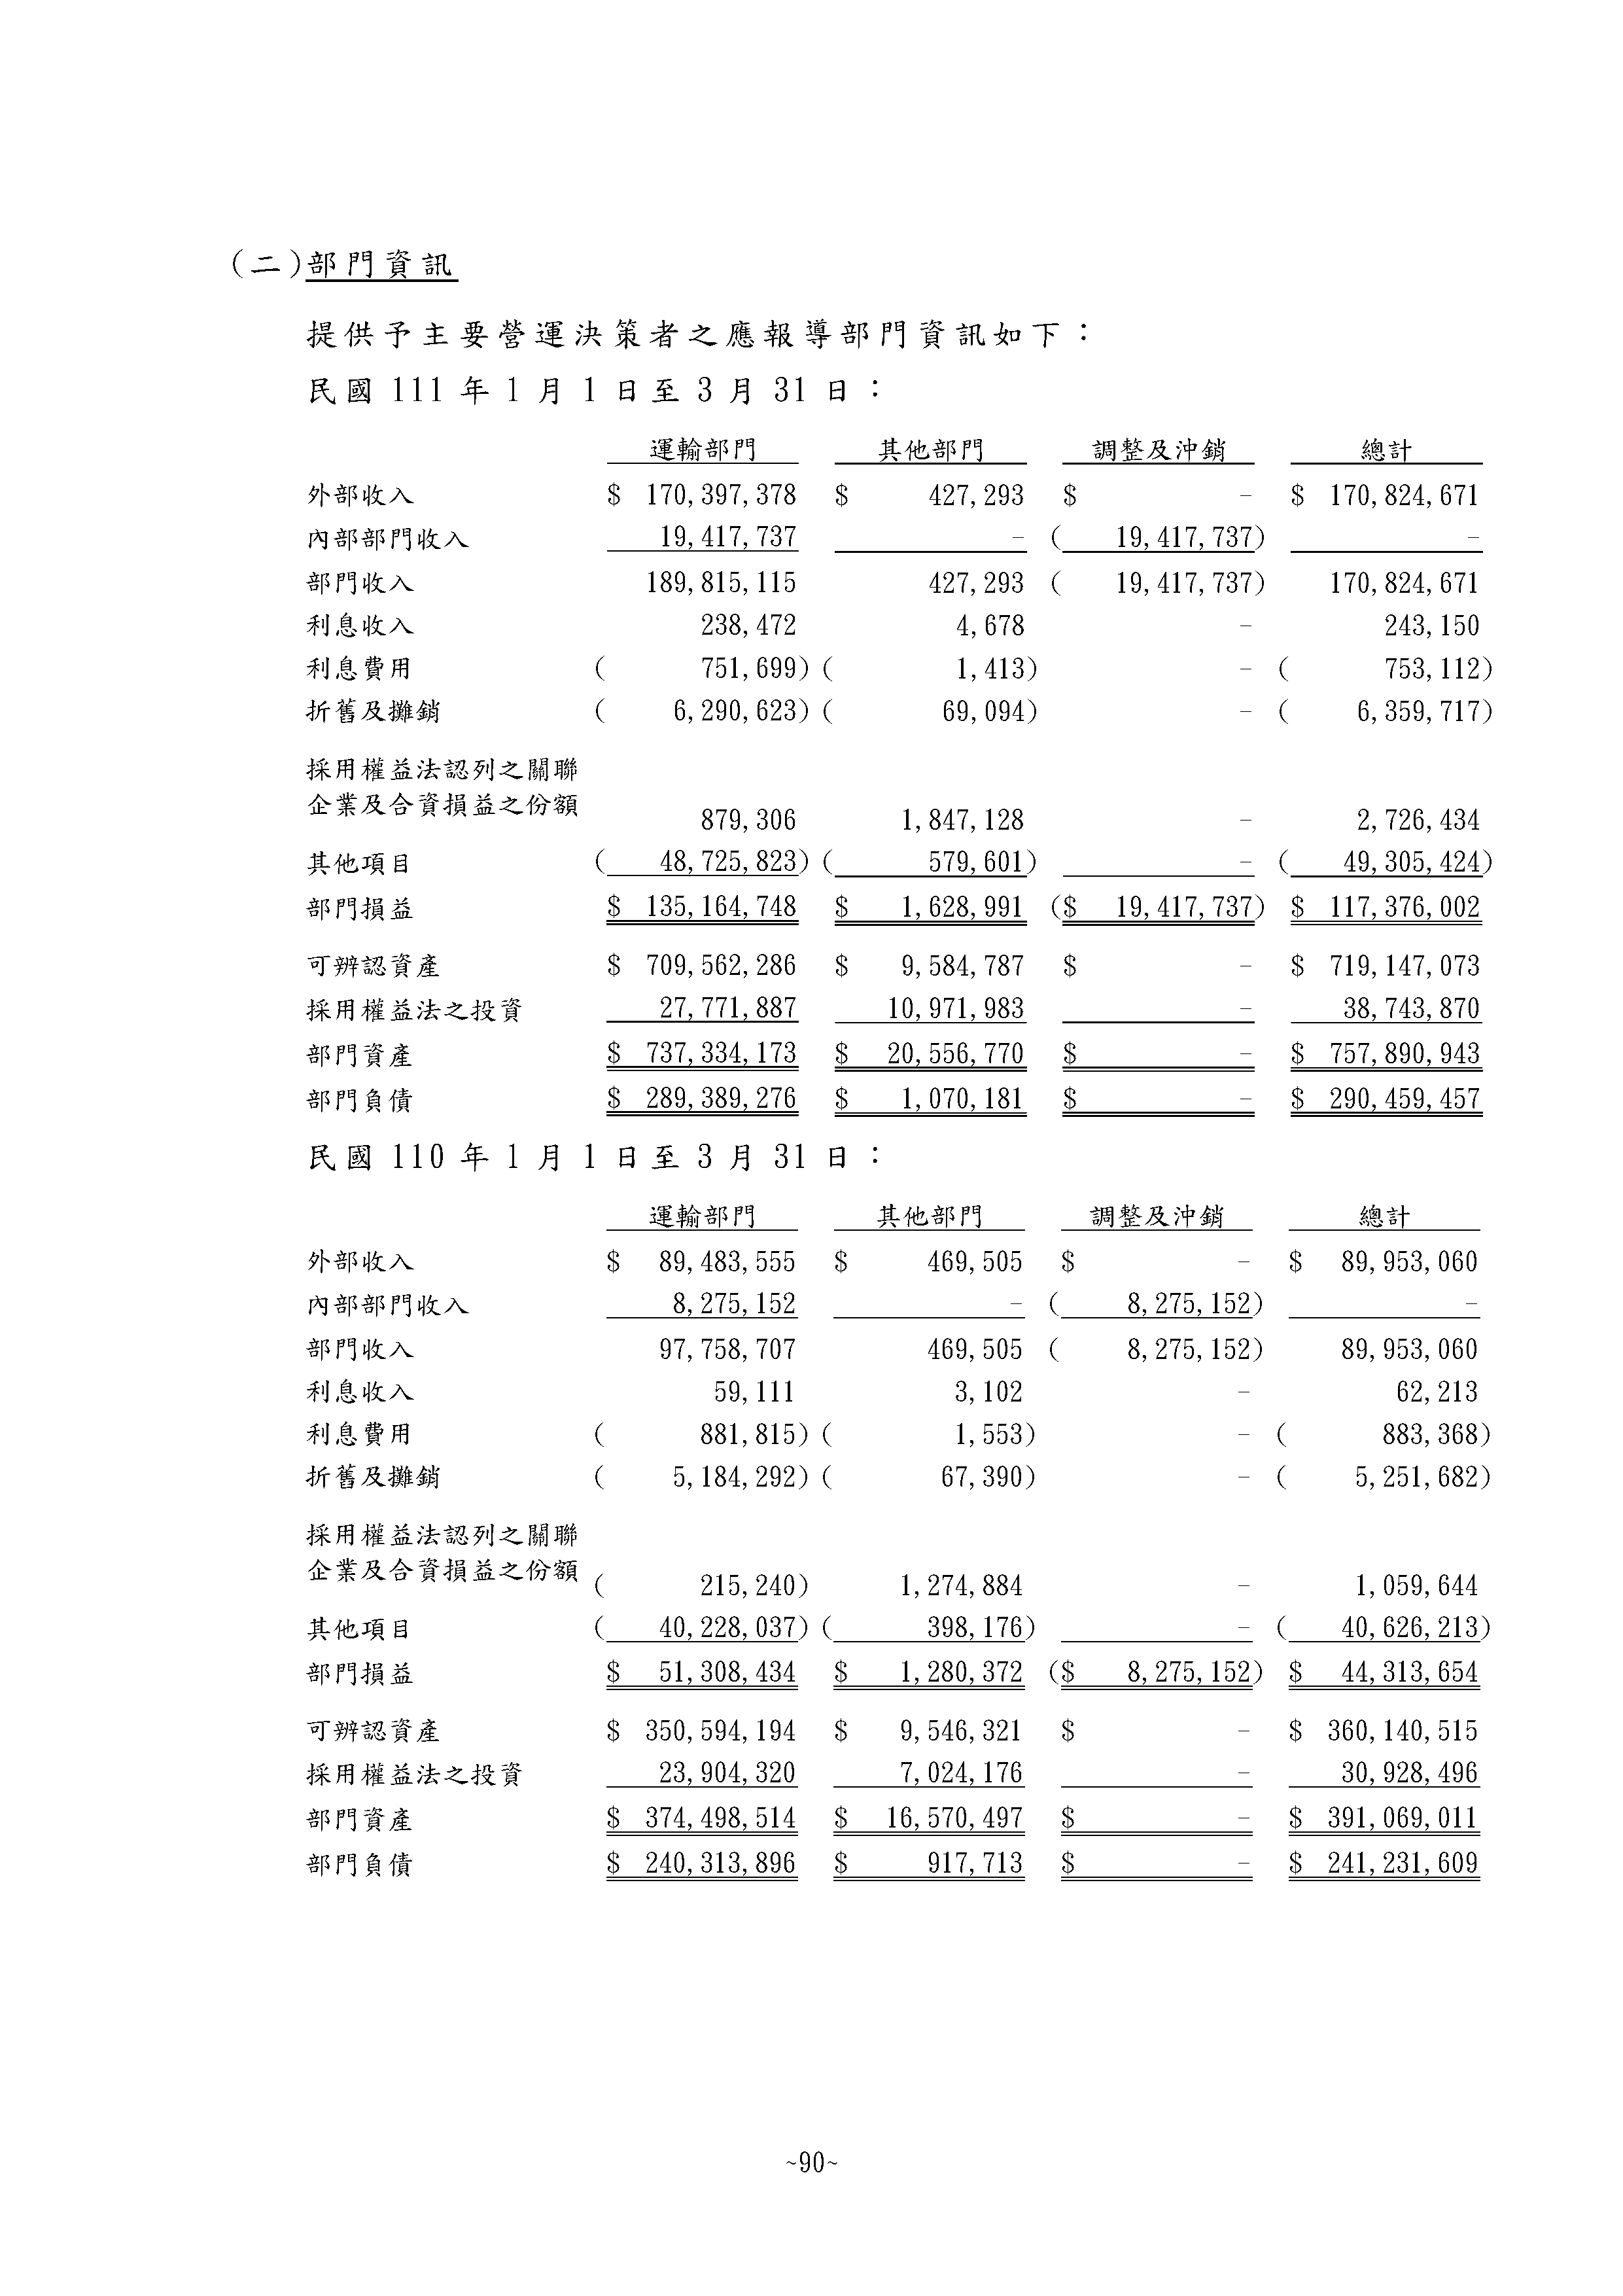 (二)部門資訊
提供予主要營運決策者之應報導部門資訊如下：
民國 111 年 1 月 1 日至 3 月 31 日：
運輸部門 其他部門 調整及沖銷 總計
外部收入 $ 170,397,378 $ 427,293 $ - $ 170,824,671
內部部門收入 19,417,737 - ( 19,417,737) -
部門收入 189,815,115 427,293 ( 19,417,737) 170,824,671
利息收入 238,472 4,678 - 243,150
利息費用 ( 751,699) ( 1,413) - ( 753,112)
折舊及攤銷 ( 6,290,623) ( 69,094) - ( 6,359,717)
採用權益法認列之關聯
企業及合資損益之份額 879,306 1,847,128 - 2,726,434
其他項目 ( 48,725,823) ( 579,601) - ( 49,305,424)
部門損益 $ 135,164,748 $ 1,628,991 ($ 19,417,737) $ 117,376,002
可辨認資產 $ 709,562,286 $ 9,584,787 $ - $ 719,147,073
採用權益法之投資 27,771,887 10,971,983 - 38,743,870
部門資產 $ 737,334,173 $ 20,556,770 $ - $ 757,890,943
部門負債 $ 289,389,276 $ 1,070,181 $ - $ 290,459,457
民國 110 年 1 月 1 日至 3 月 31 日：
運輸部門 其他部門 調整及沖銷 總計
外部收入 $ 89,483,555 $ 469,505 $ - $ 89,953,060
內部部門收入 8,275,152 - ( 8,275,152) -
部門收入 97,758,707 469,505 ( 8,275,152) 89,953,060
利息收入 59,111 3,102 - 62,213
利息費用 ( 881,815) ( 1,553) - ( 883,368)
折舊及攤銷 ( 5,184,292) ( 67,390) - ( 5,251,682)
採用權益法認列之關聯
企業及合資損益之份額 ( 215,240) 1,274,884 - 1,059,644
其他項目 ( 40,228,037) ( 398,176) - ( 40,626,213)
部門損益 $ 51,308,434 $ 1,280,372 ($ 8,275,152) $ 44,313,654
可辨認資產 $ 350,594,194 $ 9,546,321 $ - $ 360,140,515
採用權益法之投資 23,904,320 7,024,176 - 30,928,496
部門資產 $ 374,498,514 $ 16,570,497 $ - $ 391,069,011
部門負債 $ 240,313,896 $ 917,713 $ - $ 241,231,609
~90~